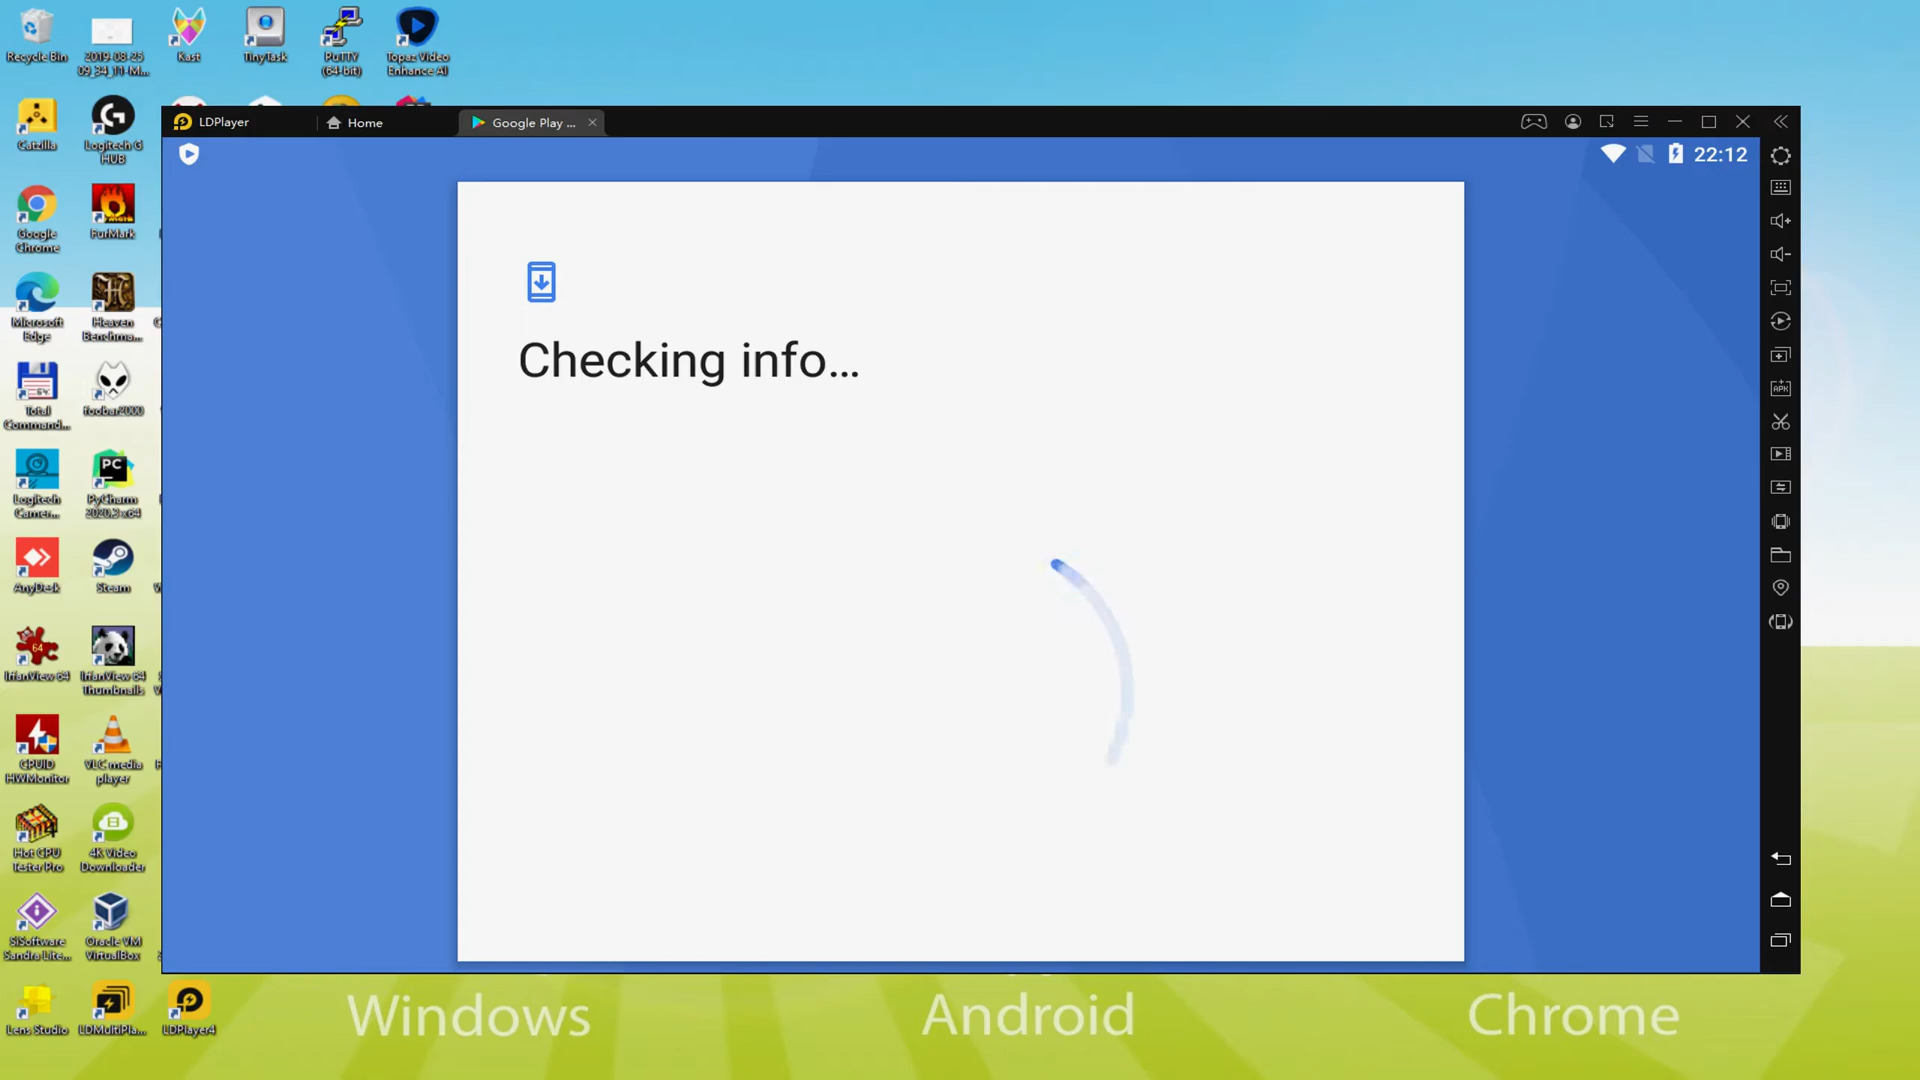 Recycle Bin
2019-08-25
09_34_11-M...
Kast
TinyTask
PuTTY
(64-bit)
Topaz Video
Enhance AI
Catzilla
Logitech G
HUB
LDPlayer
Home
Google Play ...
22:12
Google
Chrome
FurMark
Checking info...
Microsoft
Edge
Heaven
Benchma...
Total
Command...
foobar2000
Logitech
Camer...
PyCharm
2020.3 x64
AnyDesk
Steam
IrfanView 64
IrfanView 64
Thumbnails
CPUID
HWMonitor
VLC media
player
Hot CPU
Tester Pro
4K Video
Downloader
SiSoftware
Sandra Lite...
Oracle VM
VirtualBox
Lens Studio
LDMultiPla...
LDPlayer4
Windows
Android
Chrome
APK